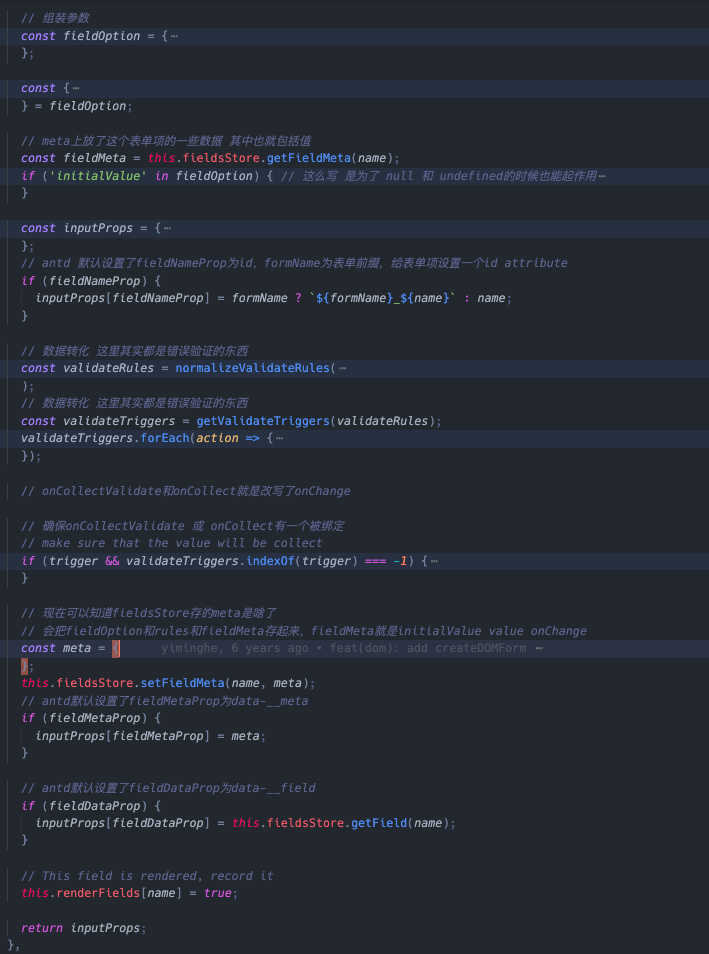 // 组装参数
const fieldOption = {⋯
};
const {⋯
} = fieldOption;
// meta上放了这个表单项的一些数据 其中也就包括值
const fieldMeta = this.fieldsStore.getFieldMeta(name);
if ('initialValue' in fieldOption) { // 这么写 是为了 null 和 undefined的时候也能起作用⋯
}
const inputProps = {⋯
};
// antd 默认设置了fieldNameProp为id，formName为表单前缀，给表单项设置一个id attribute
if (fieldNameProp) {
inputProps[fieldNameProp] = formName ? `${formName}_${name}` : name;
}
// 数据转化 这里其实都是错误验证的东西
const validateRules = normalizeValidateRules(⋯
);
// 数据转化 这里其实都是错误验证的东西
const validateTriggers = getValidateTriggers(validateRules);
validateTriggers.forEach(action => {⋯
});
// onCollectValidate和onCollect就是改写了onChange
// 确保onCollectValidate 或 onCollect有一个被绑定
// make sure that the value will be collect
if (trigger && validateTriggers.indexOf(trigger) === -1) {⋯
}
// 现在可以知道fieldsStore存的meta是啥了
// 会把fieldOption和rules和fieldMeta存起来，fieldMeta就是initialValue value onChange
const meta = { yiminghe, 6 years ago • feat(dom): add createDOMForm ⋯
};
this.fieldsStore.setFieldMeta(name, meta);
// antd默认设置了fieldMetaProp为data-__meta
if (fieldMetaProp) {
inputProps[fieldMetaProp] = meta;
}
// antd默认设置了fieldDataProp为data-__field
if (fieldDataProp) {
inputProps[fieldDataProp] = this.fieldsStore.getField(name);
}
// This field is rendered, record it
this.renderFields[name] = true;
return inputProps;
},